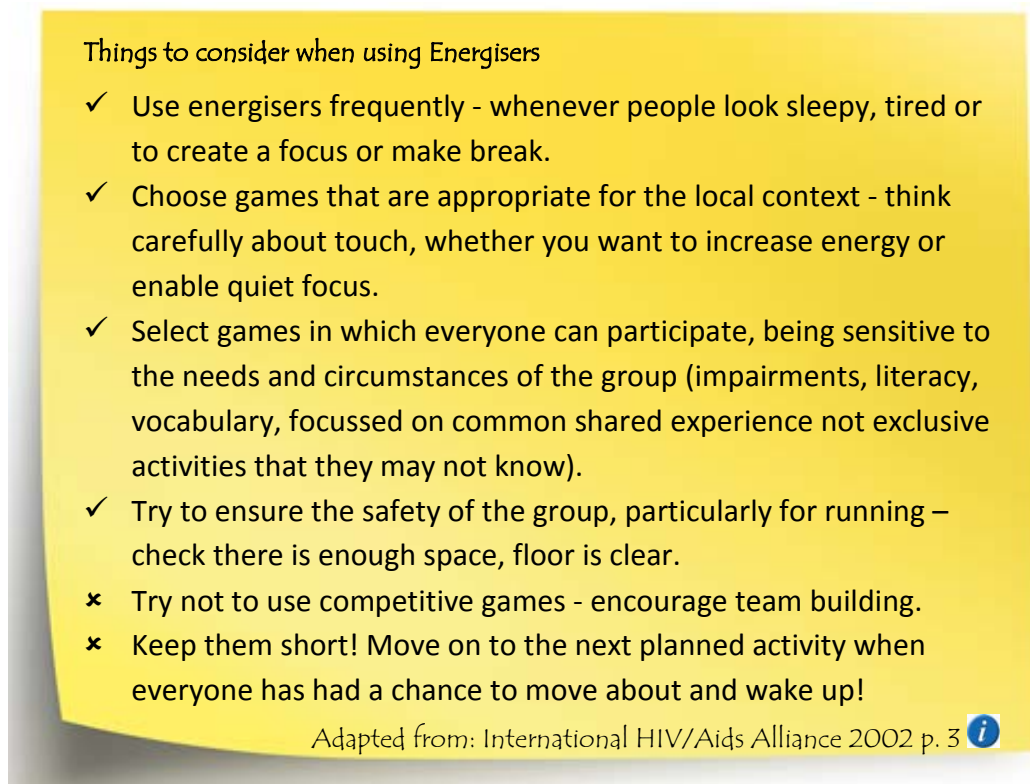 Things to consider when using Energisers
✓ Use energisers frequently - whenever people look sleepy, tired or
to create a focus or make break.
✓ Choose games that are appropriate for the local context - think
carefully about touch, whether you want to increase energy or
enable quiet focus.
✓ Select games in which everyone can participate, being sensitive to
the needs and circumstances of the group (impairments, literacy,
vocabulary, focussed on common shared experience not exclusive
activities that they may not know).
✓ Try to ensure the safety of the group, particularly for running –
check there is enough space, floor is clear.
× Try not to use competitive games - encourage team building.
× Keep them short! Move on to the next planned activity when
everyone has had a chance to move about and wake up!
Adapted from: International HIV/Aids Alliance 2002 p. 3 i